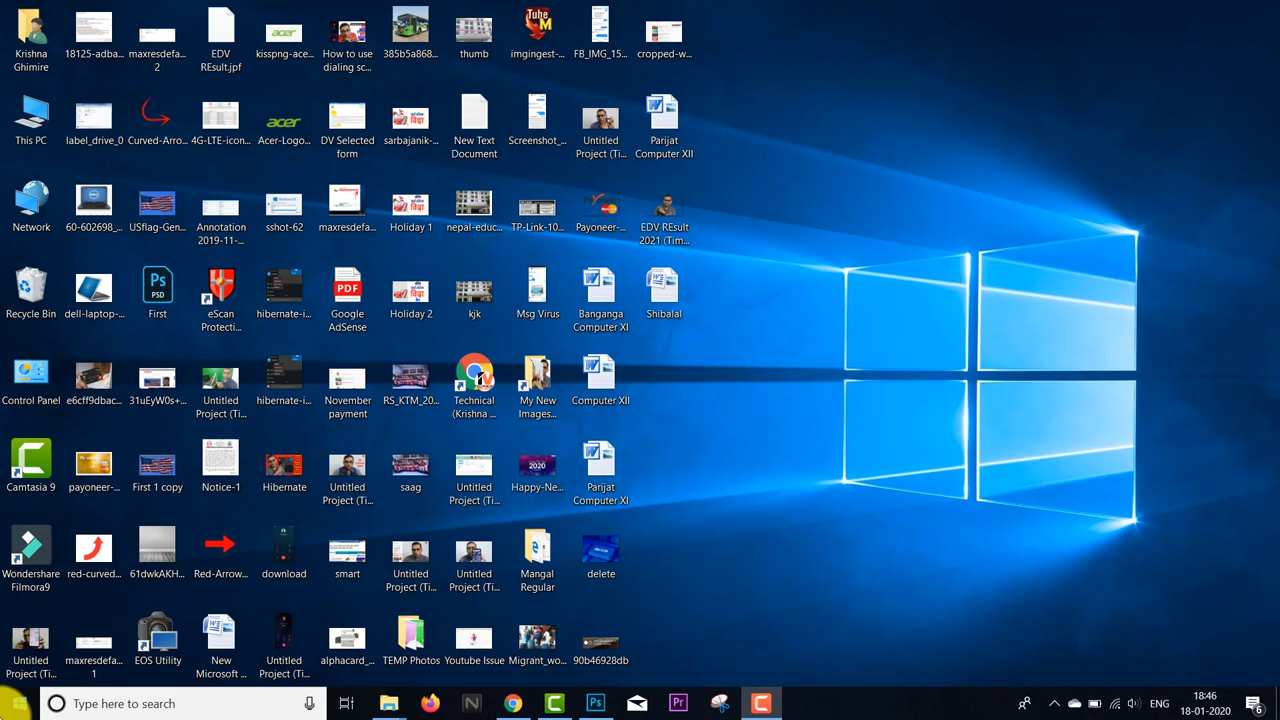 Krishna
Ghimire
18125-adba...
maxresdefa...
2
EDV
REsult.jpf
kisspng-ace...
How to use
dialing sc...
385b5a868...
thumb
imgingest-...
FB_IMG_15...
cropped-w...
This PC
label_drive_0
Curved-Arro...
4G-LTE-icon...
Acer-Logo...
DV Selected
form
sarbajanik-...
New Text
Document
Screenshot_...
Untitled
Project (Ti...
Parijat
Computer XII
Network
60-602698_...
USflag-Gen...
Annotation
2019-11-...
sshot-62
maxresdefa...
Holiday 1
nepal-educ...
TP-Link-10...
Payoneer-...
EDV REsult
2021 (Tim...
Recycle Bin
dell-laptop-...
First
eScan
Protecti...
hibernate-i...
Google
AdSense
Holiday 2
kjk
Msg Virus
Banganga
Computer XI
Shibalal
Control Panel
e6cff9dbac...
31uEyW0s+...
Untitled
Project (Ti...
hibernate-i...
November
payment
RS_KTM_20...
Technical
(Krishna ...
My New
Images...
Computer XII
Camtasia 9
payoneer-...
First 1 copy
Notice-1
Hibernate
Untitled
Project (Ti...
saag
Untitled
Project (Ti...
Happy-Ne...
Parijat
Computer XI
Wondershare
Filmora9
red-curved...
61dwkAKH...
Red-Arrow...
download
smart
Untitled
Project (Ti...
Untitled
Project (Ti...
Mangal
Regular
delete
Untitled
Project (Ti...
maxresdefa...
1
EOS Utility
New
Microsoft ...
Untitled
Project (Ti...
alphacard_...
TEMP Photos
Youtube Issue
Migrant_wo...
90b46928db
Type here to search
ENG
18:46
18-01-2020
6